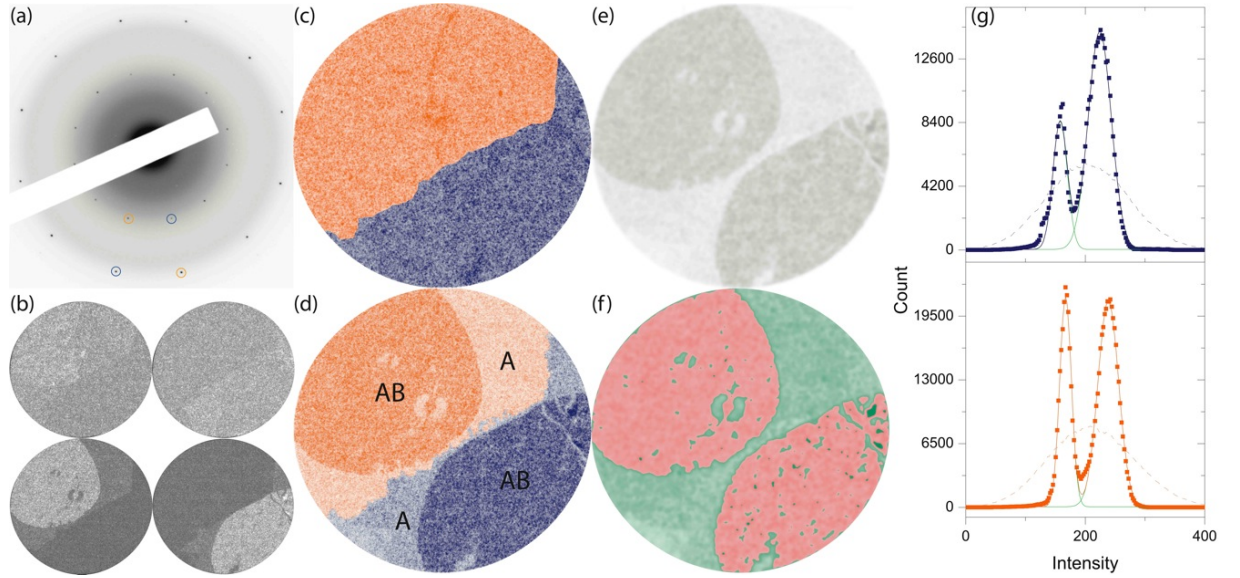 (a)
(c)
(e)
(g)
12600
8400
4200
0
(b)
(d)
(f)
A
AB
AB
A
Count
19500
13000
6500
0
0
200
400
Intensity